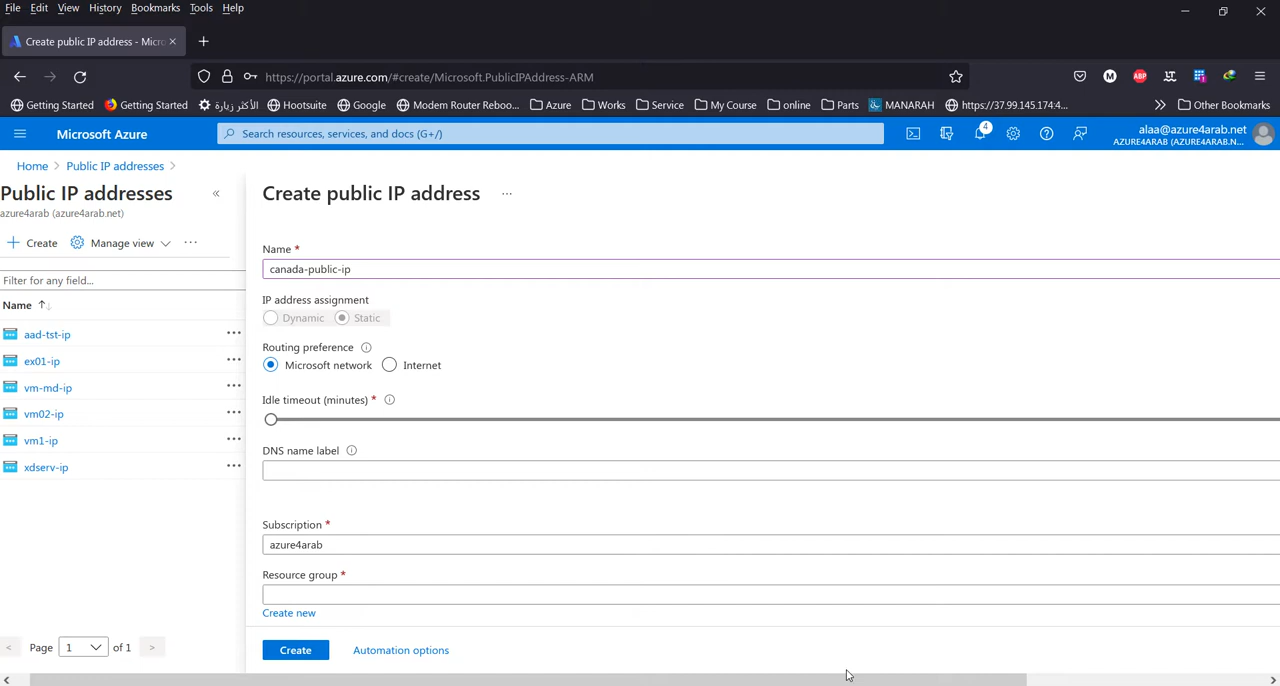 File Edit View History Bookmarks Tools Help
Create public IP address - Micro
https://portal.azure.com/#create/Microsoft.PublicIPAddress-ARM
Getting Started Getting Started الأكثر زيارة Hootsuite Google Modem Router Reboo... Azure Works Service My Course online Parts MANARAH https://37.99.145.174:4... Other Bookmarks
Microsoft Azure
Search resources, services, and docs (G+/)
4
alaa@azure4arab.net
AZURE4ARAB (AZURE4ARAB.N...
Home > Public IP addresses >
Public IP addresses
azure4arab (azure4arab.net)
Create Manage view
Filter for any field...
Name
aad-tst-ip
ex01-ip
vm-md-ip
vm02-ip
vm1-ip
xdserv-ip
Page 1 of 1
Create public IP address
Name *
canada-public-ip
IP address assignment
Dynamic Static
Routing preference
Microsoft network Internet
Idle timeout (minutes) *
DNS name label
Subscription *
azure4arab
Resource group *
Create new
Create Automation options